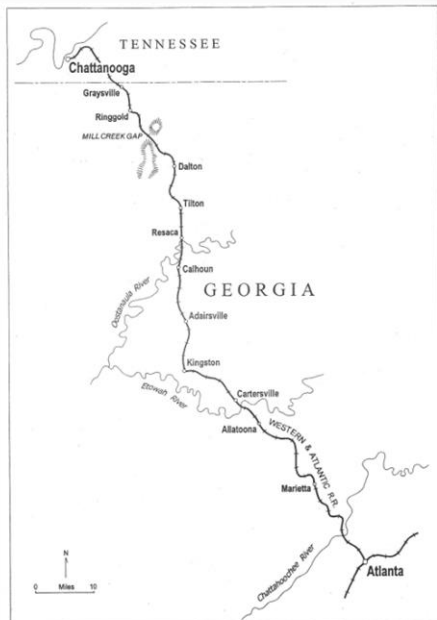 TENNESSEE
Chattanooga
Graysville
Ringgold
MILL CREEK GAP
Dalton
Tilton
Resaca
Calhoun
Oostanaula River
GEORGIA
Adairsville
Kingston
Etowah River
Cartersville
Allatoona
WESTERN & ATLANTIC R.R.
Marietta
Chattahoochee River
Atlanta
N
0 Miles 10